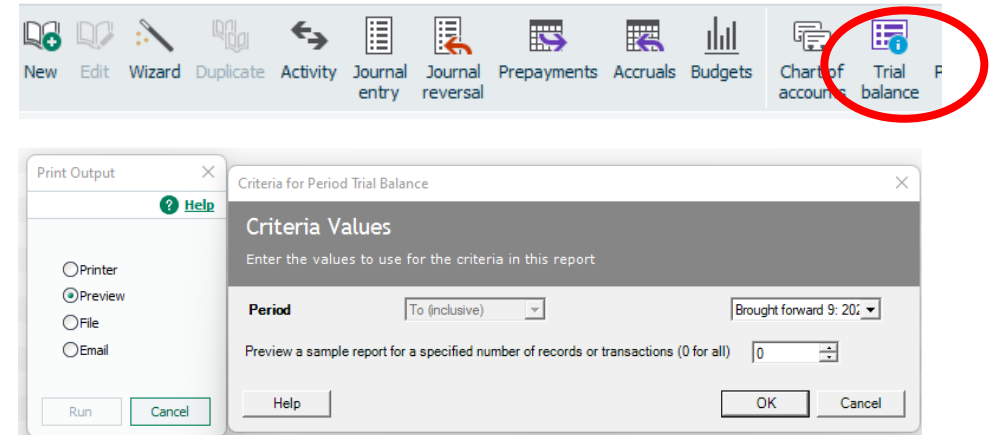 New Edit Wizard Duplicate Activity Journal entry Journal reversal Prepayments Accruals Budgets Chart of accounts Trial balance P
Print Output
Help
Printer
Preview
File
Email
Run Cancel
Criteria for Period Trial Balance
Criteria Values
Enter the values to use for the criteria in this report
Period To (inclusive) Brought forward 9: 202
Preview a sample report for a specified number of records or transactions (0 for all) 0
Help OK Cancel